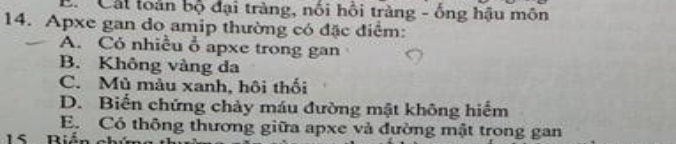 E. Cắt toàn bộ đại tràng, nối hồi tràng - ống hậu môn
14. Apxe gan do amip thường có đặc điểm:
A. Có nhiều ổ apxe trong gan
B. Không vàng da
C. Mủ màu xanh, hôi thối
D. Biến chứng chảy máu đường mật không hiếm
E. Có thông thương giữa apxe và đường mật trong gan
15 Biến chứng